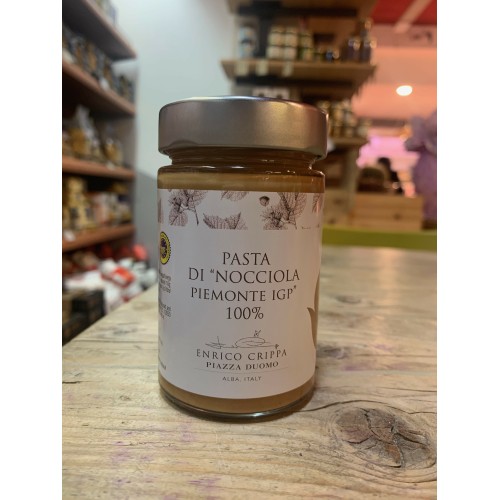 PASTA
DI "NOCCIOLA
PIEMONTE IGP"
100%
ENRICO CRIPPA
PIAZZA DUOMO
ALBA, ITALY